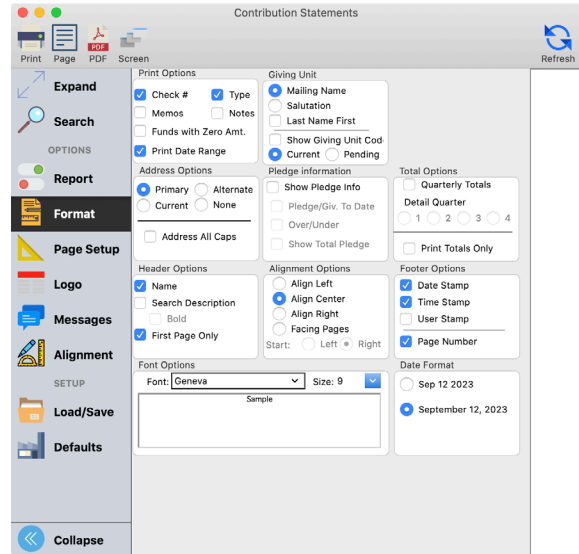 Contribution Statements
Print Page PDF Screen Refresh
PDF
Expand
Search
OPTIONS
Report
Format
Page Setup
Logo
Messages
Alignment
SETUP
Load/Save
Defaults
Collapse
Print Options
Check # Type
Memos Notes
Funds with Zero Amt.
Print Date Range
Giving Unit
Mailing Name
Salutation
Last Name First
Show Giving Unit Cod
Current Pending
Address Options
Primary Alternate
Current None
Address All Caps
Pledge information
Show Pledge Info
Pledge/Giv. To Date
Over/Under
Show Total Pledge
Total Options
Quarterly Totals
Detail Quarter
1 2 3 4
Print Totals Only
Header Options
Name
Search Description
Bold
First Page Only
Alignment Options
Align Left
Align Center
Align Right
Facing Pages
Start: Left Right
Footer Options
Date Stamp
Time Stamp
User Stamp
Page Number
Font Options
Font: Geneva Size: 9
Sample
Date Format
Sep 12 2023
September 12, 2023